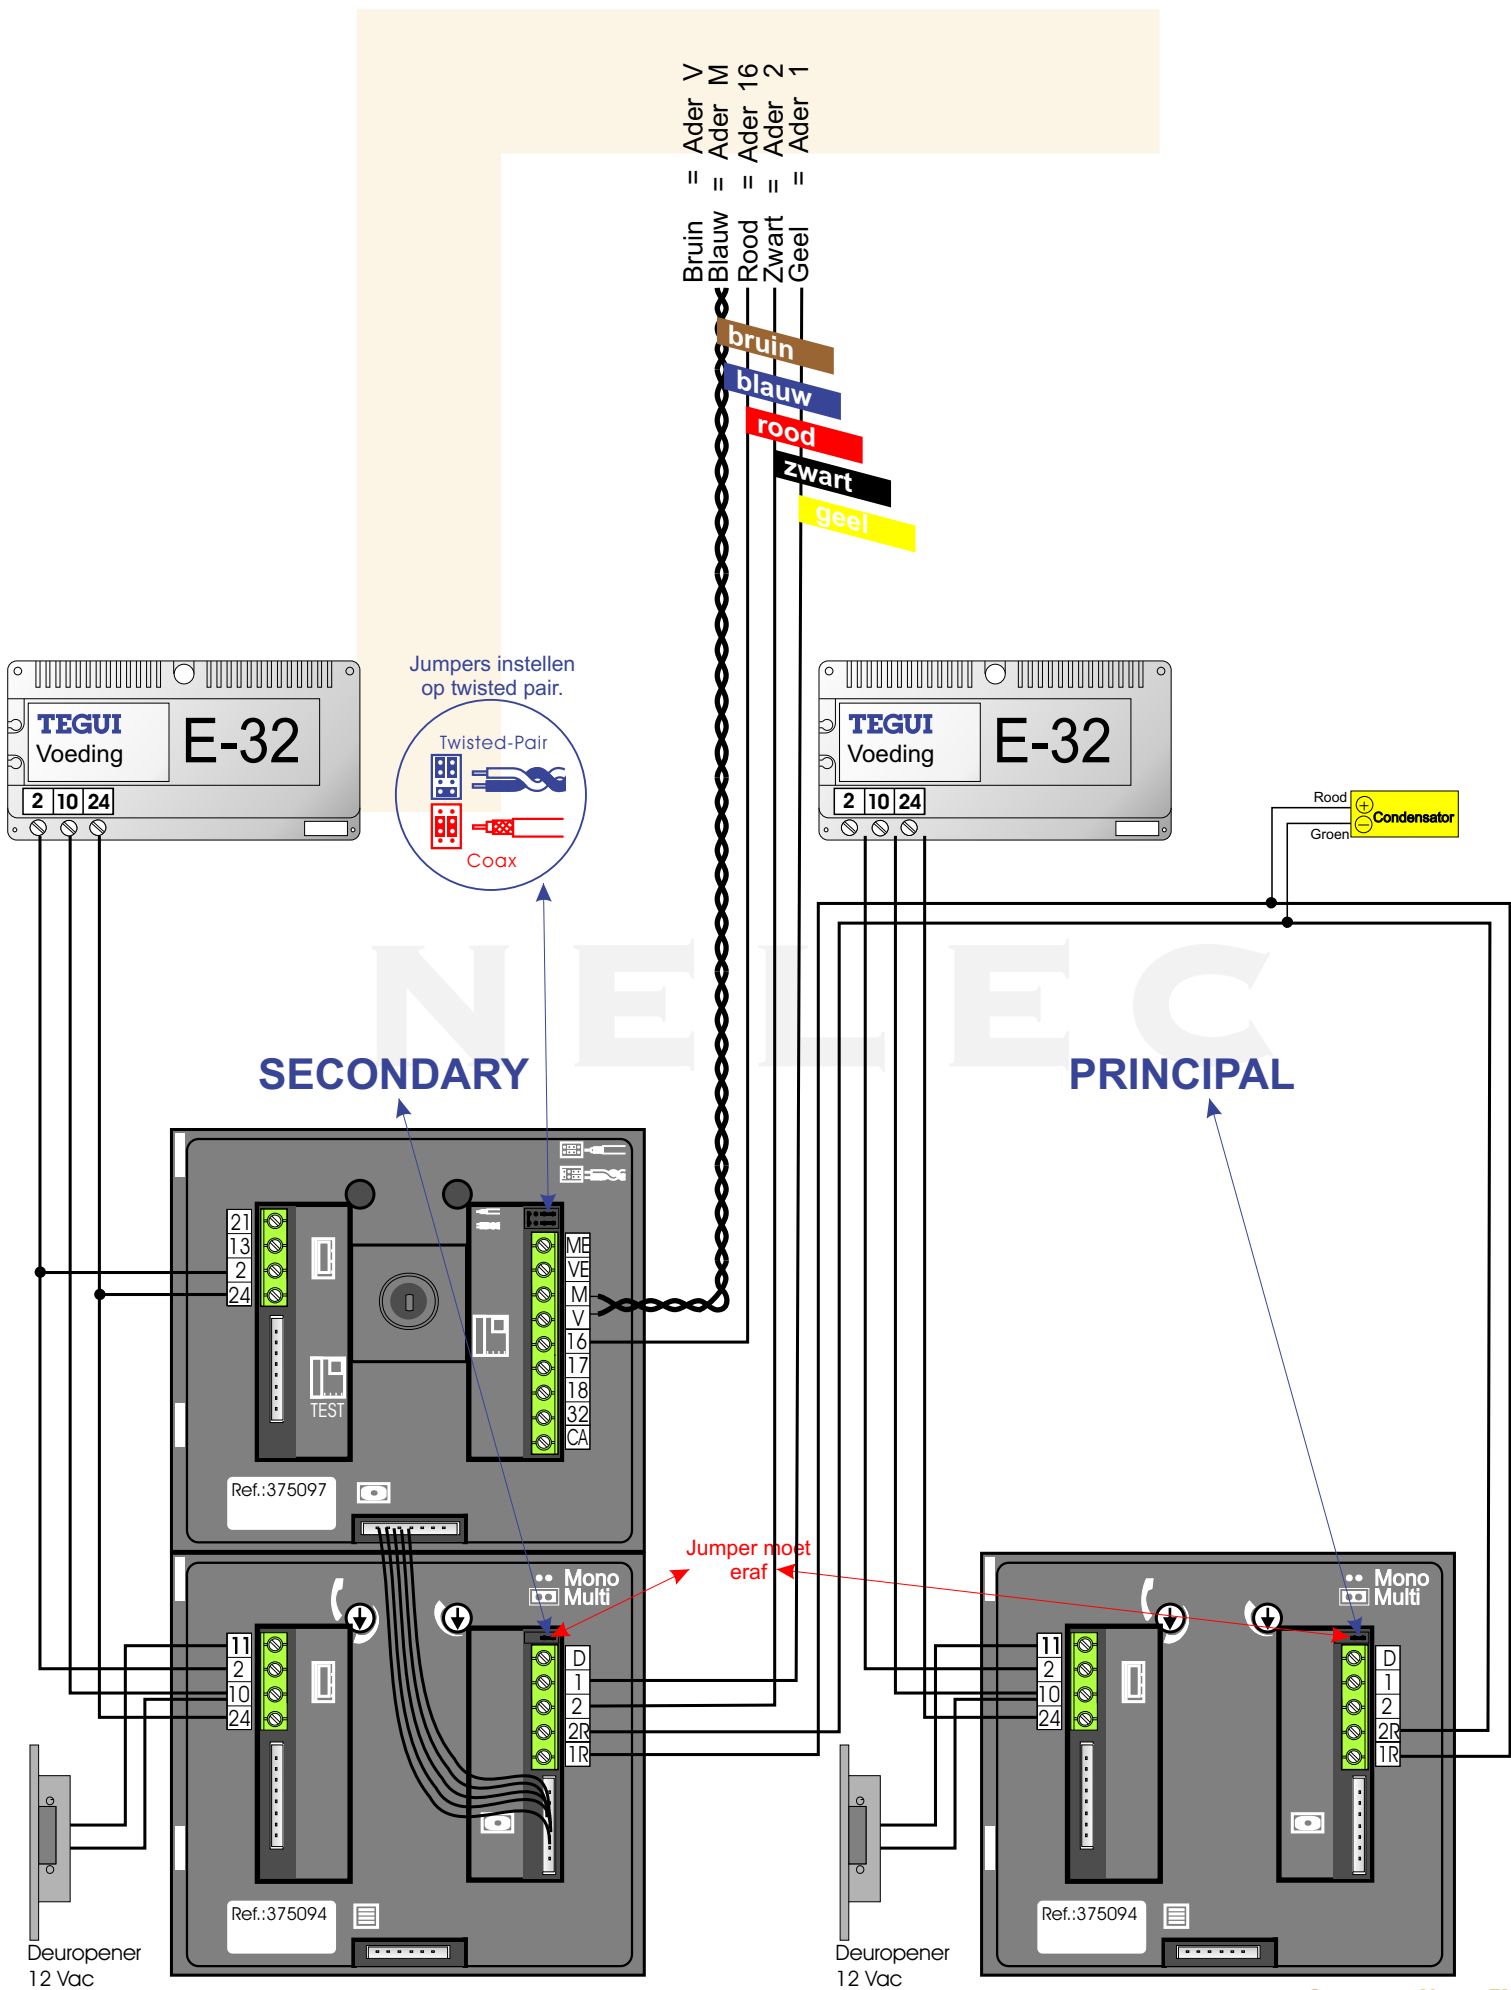 Bruin = Ader V
Blauw = Ader M
Rood = Ader 16
Zwart = Ader 2
Geel = Ader 1
bruin
blauw
rood
zwart
geel
Jumpers instellen
op twisted pair.
Twisted-Pair
Coax
TEGUI
Voeding
E-32
2 10 24
TEGUI
Voeding
E-32
2 10 24
Rood
Groen
Condensator
NELEC
SECONDARY
PRINCIPAL
21
13
2
24
TEST
ME
VE
M
V
16
17
18
32
CA
Ref.:375097
Jumper moet
eraf
Mono
Multi
11
2
10
24
D
1
2
2R
1R
Ref.:375094
Deuropener
12 Vac
Mono
Multi
11
2
10
24
D
1
2
2R
1R
Ref.:375094
Deuropener
12 Vac